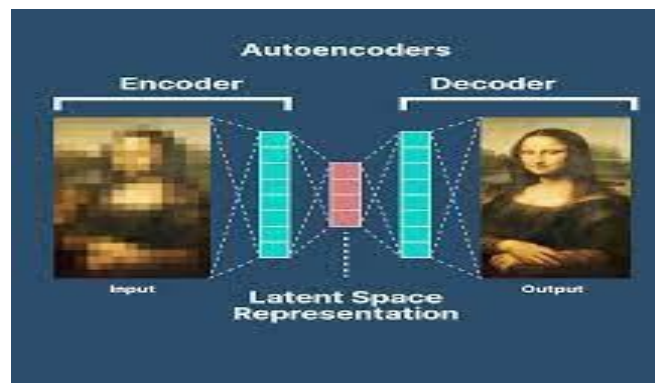 Autoencoders
Encoder
Decoder
Input
Output
Latent Space
Representation